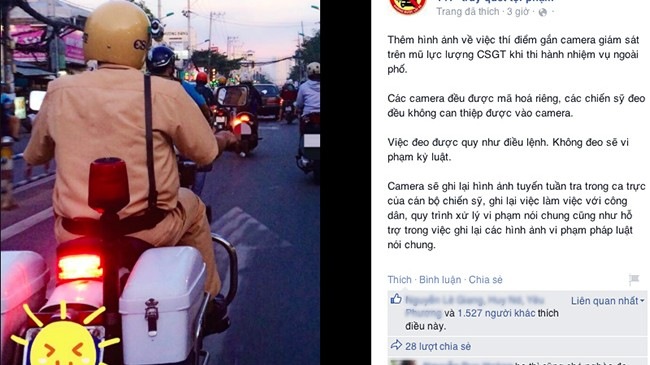 Trang đã thích · 3 giờ ·
Thêm hình ảnh về việc thí điểm gắn camera giám sát
trên mũ lực lượng CSGT khi thi hành nhiệm vụ ngoài
phố.
Các camera đều được mã hoá riêng, các chiến sỹ đeo
đều không can thiệp được vào camera.
Việc đeo được quy như điều lệnh. Không đeo sẽ vi
phạm kỷ luật.
Camera sẽ ghi lại hình ảnh tuyến tuần tra trong ca trực
của cán bộ chiến sỹ, ghi lại việc làm việc với công
dân, quy trình xử lý vi phạm nói chung cũng như hỗ
trợ trong việc ghi lại các hình ảnh vi phạm pháp luật
nói chung.
Thích · Bình luận · Chia sẻ
Liên quan nhất
và 1.527 người khác thích
điều này.
28 lượt chia sẻ